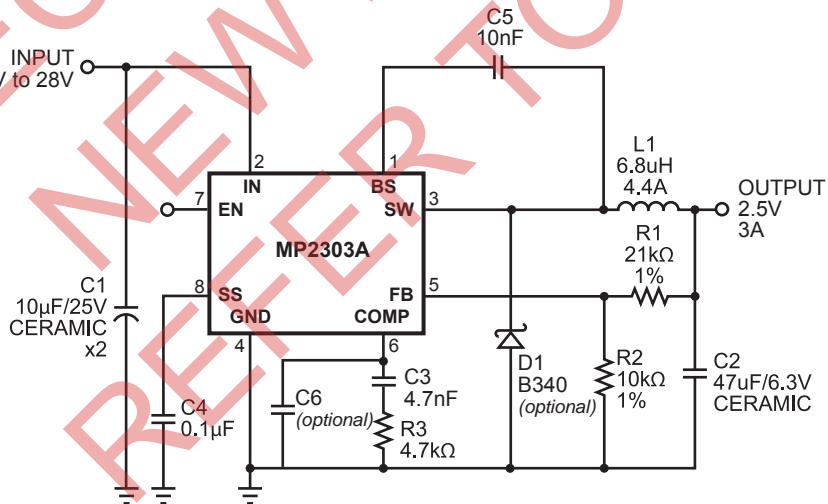 INPUT
V to 28V
C5
10nF
2
1
L1
6.8uH
4.4A
IN
BS
7
EN
SW
3
OUTPUT
2.5V
3A
MP2303A
R1
21kΩ
1%
C1
10µF/25V
CERAMIC
x2
8
SS
FB
5
GND
COMP
4
6
C4
0.1µF
C6
(optional)
C3
4.7nF
R3
4.7kΩ
D1
B340
(optional)
R2
10kΩ
1%
C2
47uF/6.3V
CERAMIC
NEW
REFER TO